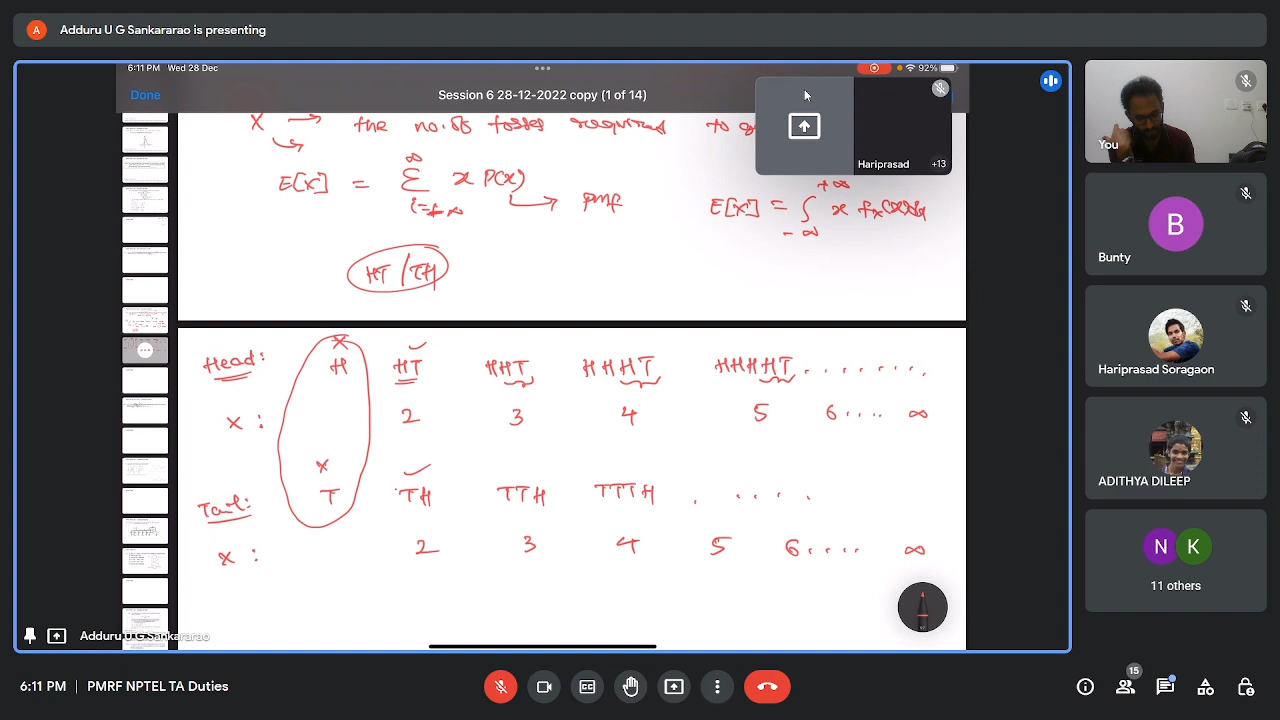 Adduru U G Sankararao is presenting
6:11 PM Wed 28 Dec
92%
Done
Session 6 28-12-2022 copy (1 of 14)
Hariprasad
+13
X → the no. of tosses required to
E[X] = Σ x P(x)
∞
pmf
E[X] = ∫ x fx(x)dx
+∞
-∞
HT / TH
Head: H HT HHT HHHT HHHHT . . . . . . . .
X : 2 3 4 5 6 . . . . ∞
Tail: T TH TTH TTTH . . . . .
X : 2 3 4 5 6 . . . . . ∞
Adduru U G Sankararao
You
B
Bunty
Hariprasad Soragoon
ADITHYA DILEEP
N K
11 others
6:11 PM | PMRF NPTEL TA Duties
15